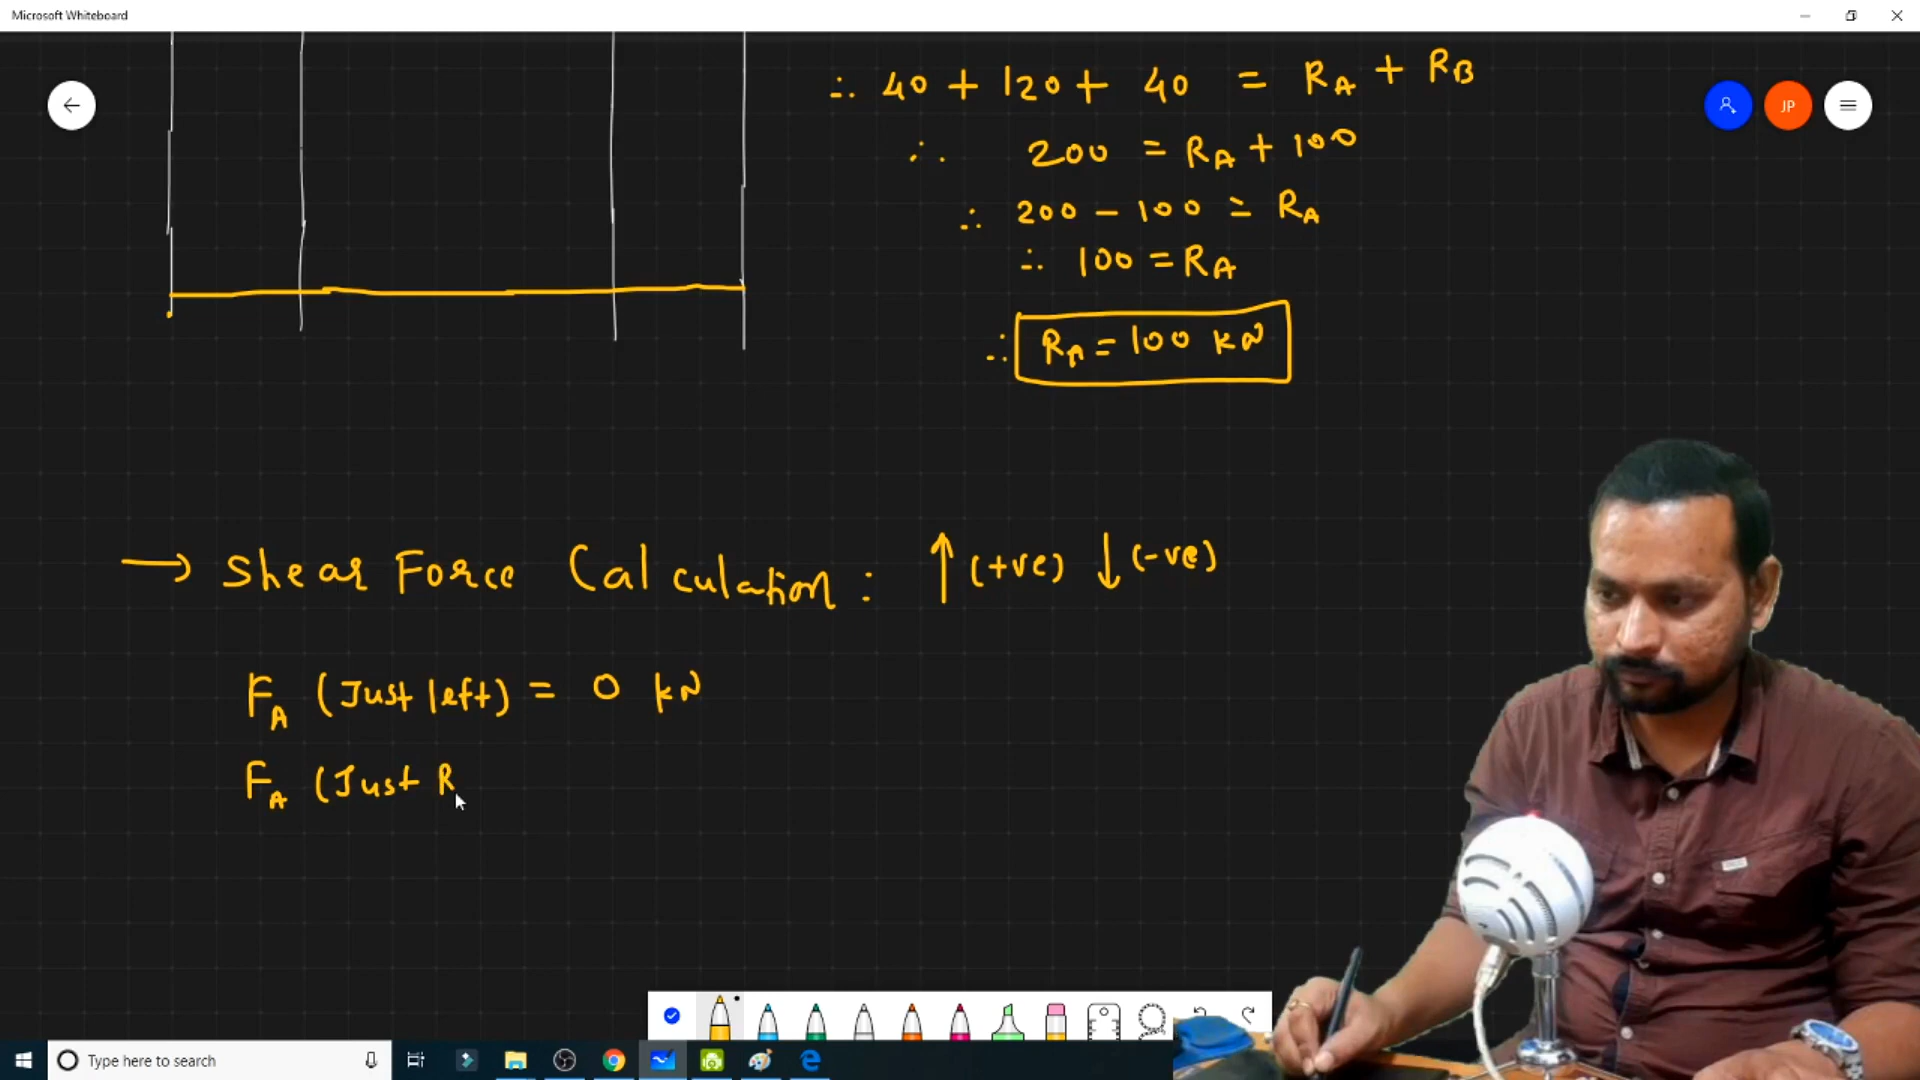 Microsoft Whiteboard
∴ 40 + 120 + 40 = RA + RB
∴ 200 = RA + 100
∴ 200 - 100 = RA
∴ 100 = RA
∴ RA = 100 kN
JP
→ Shear Force Calculation : ↑ (+ve) ↓ (-ve)
FA (Just left) = 0 kN
FA (Just R
Type here to search